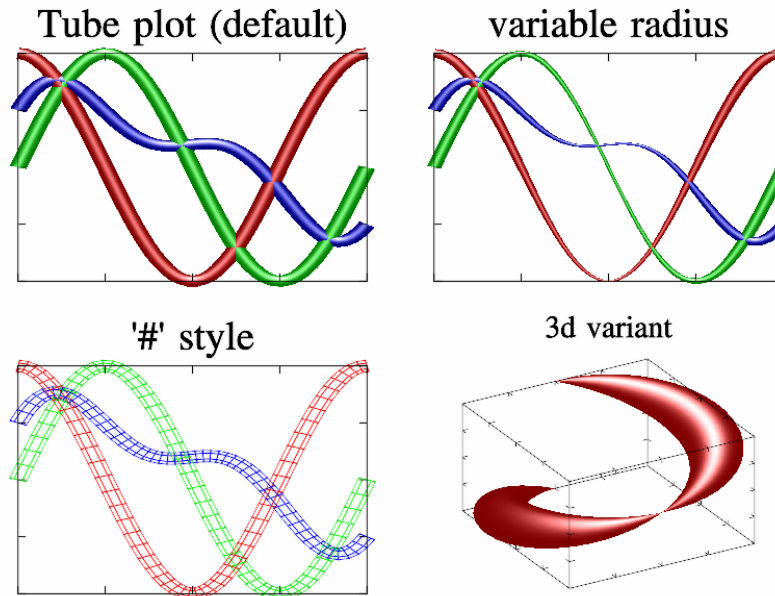 Tube plot (default)
variable radius
'#' style
3d variant